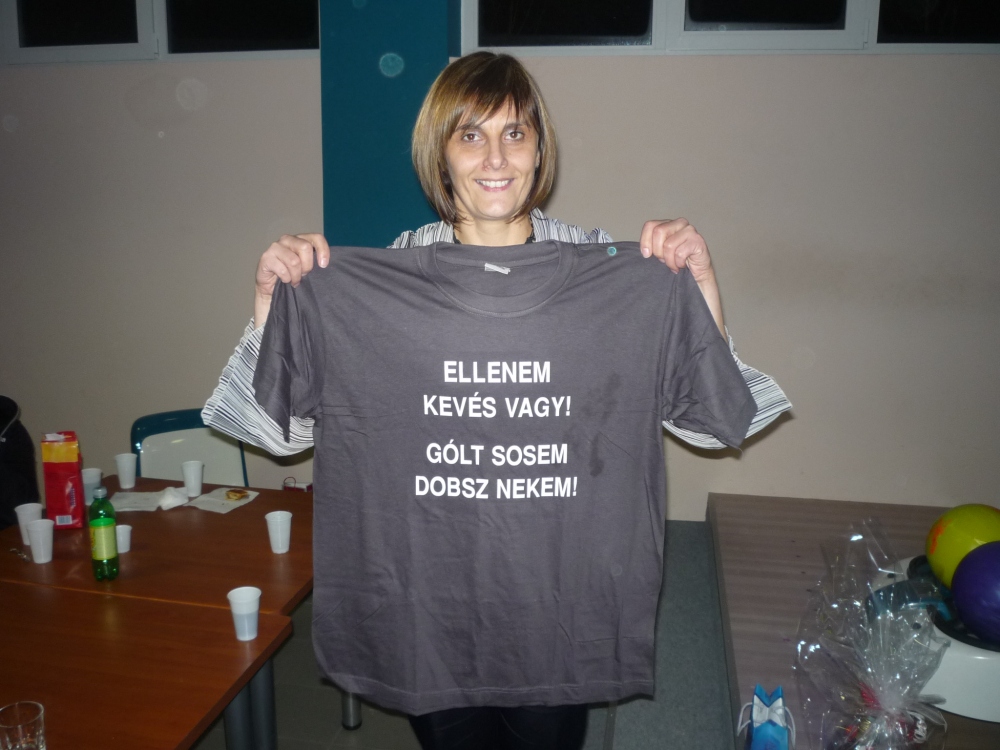 ELLENEM
KEVÉS VAGY!
GÓLT SOSEM
DOBSZ NEKEM!